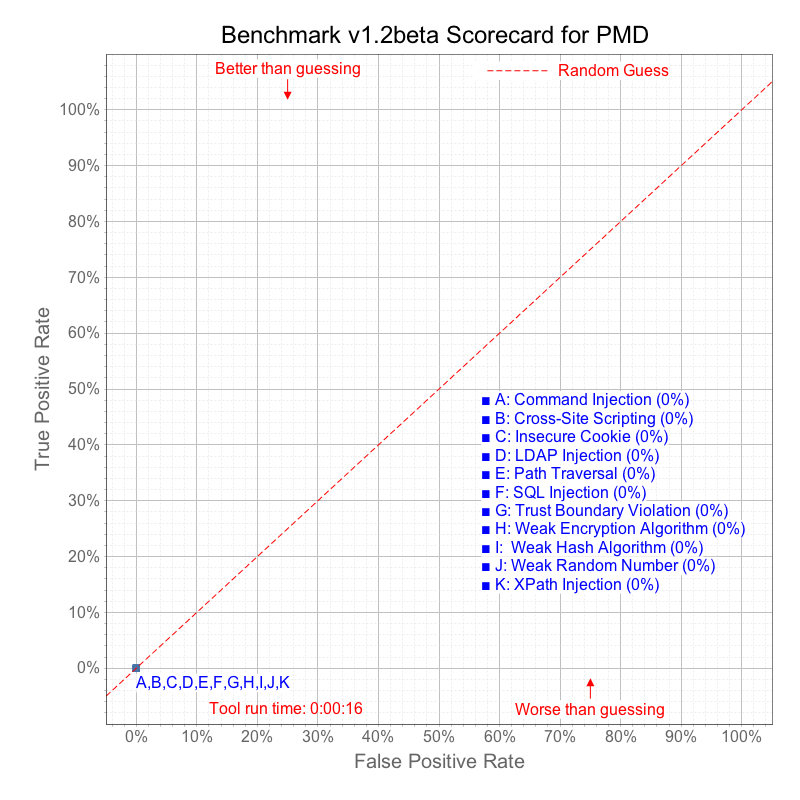 Benchmark v1.2beta Scorecard for PMD
Better than guessing
Random Guess
100%
90%
80%
70%
60%
50%
40%
30%
20%
10%
0%
True Positive Rate
A: Command Injection (0%)
B: Cross-Site Scripting (0%)
C: Insecure Cookie (0%)
D: LDAP Injection (0%)
E: Path Traversal (0%)
F: SQL Injection (0%)
G: Trust Boundary Violation (0%)
H: Weak Encryption Algorithm (0%)
I: Weak Hash Algorithm (0%)
J: Weak Random Number (0%)
K: XPath Injection (0%)
A,B,C,D,E,F,G,H,I,J,K
Tool run time: 0:00:16
Worse than guessing
0% 10% 20% 30% 40% 50% 60% 70% 80% 90% 100%
False Positive Rate